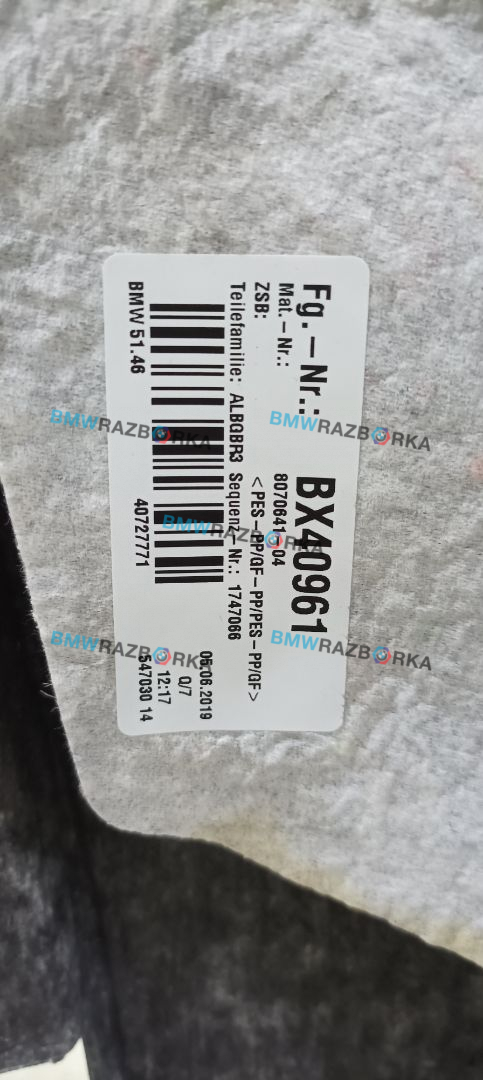 Fg.–Nr.: BX40961
Mat.–Nr.: 8070641–04
ZSB: <PES–PP/GF–PP/PES–PP/GF>
Teilefamilie: ALBGBR3 Sequenz–Nr.: 1747066
05.06.2019
Q/7
12:17
BMW 51.46 40727771 547030 14
BMWRAZBORKA
BMWRAZBORKA
BMWRAZBORKA
BMWRAZBORKA
BMWRAZBORKA